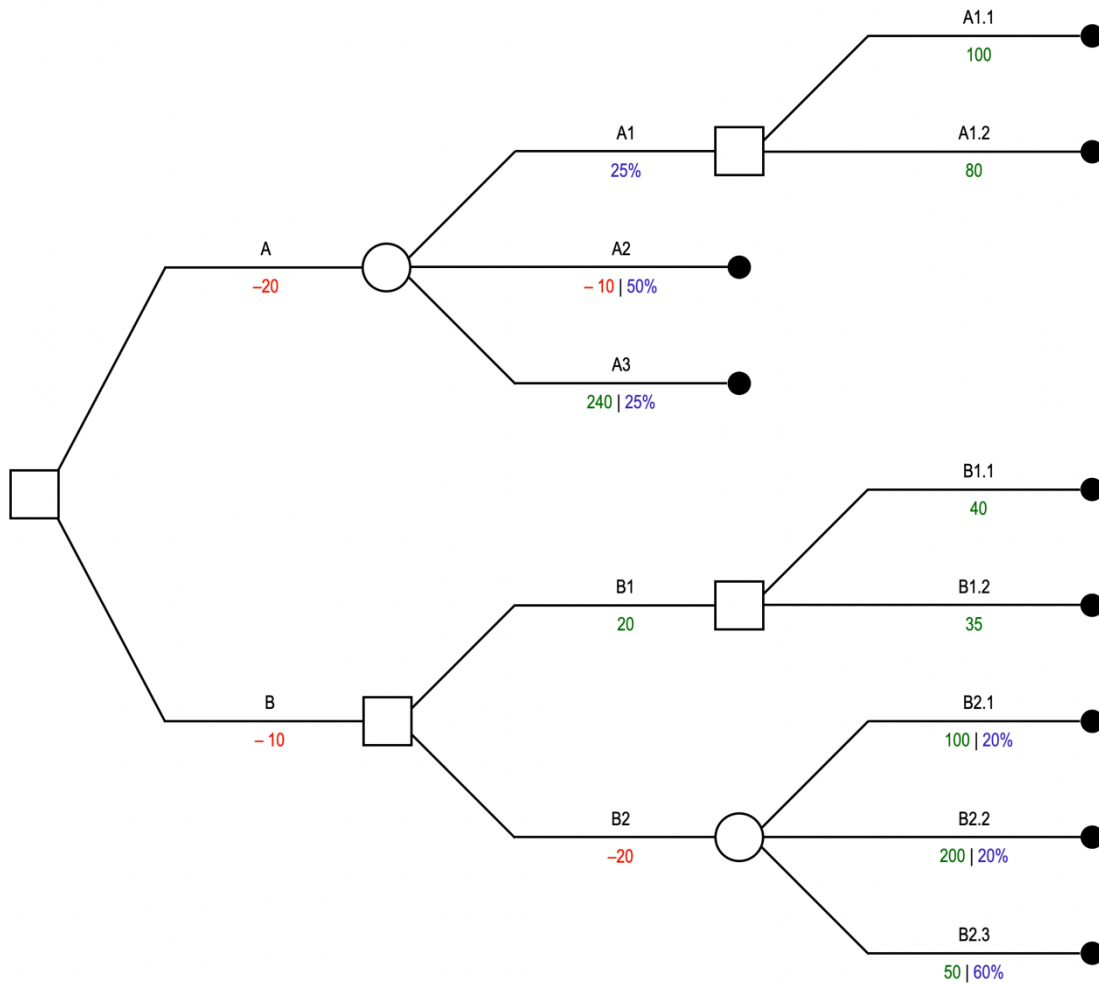 A1.1
100
A1
A1.2
25%
80
A
A2
–20
– 10 | 50%
A3
240 | 25%
B1.1
40
B1
B1.2
20
35
B
B2.1
– 10
100 | 20%
B2
B2.2
–20
200 | 20%
B2.3
50 | 60%